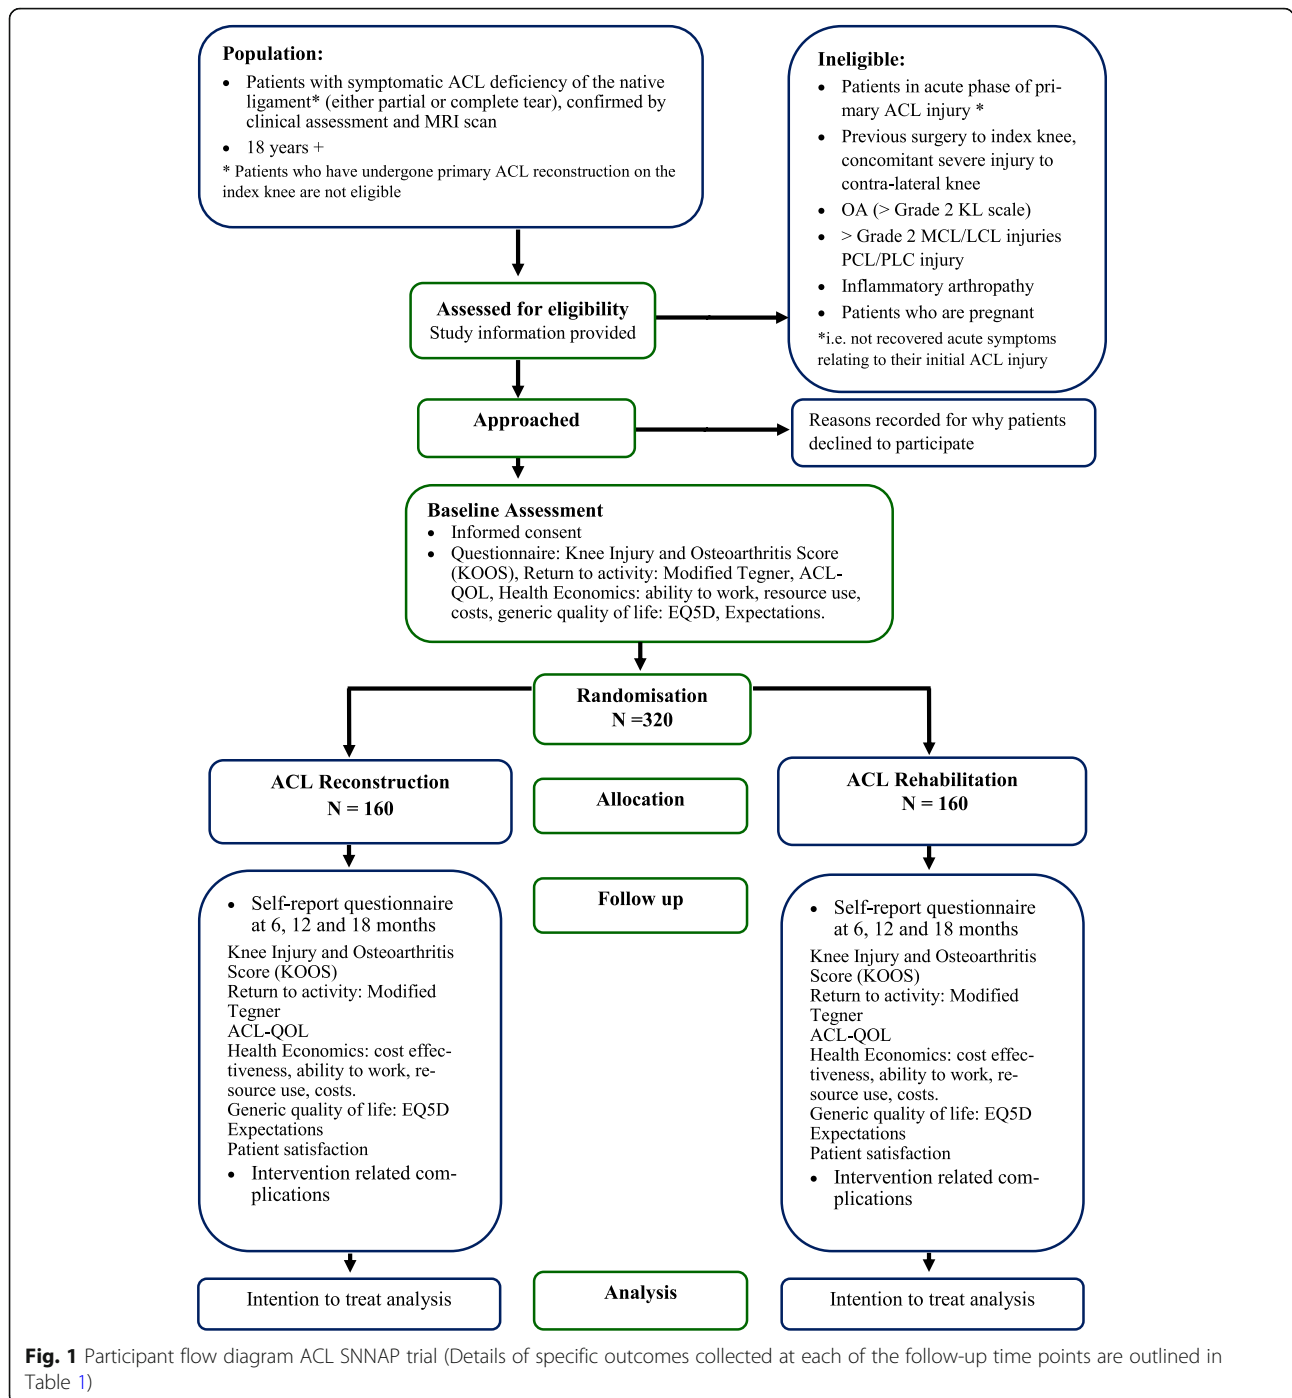 Population:
• Patients with symptomatic ACL deficiency of the native
ligament* (either partial or complete tear), confirmed by
clinical assessment and MRI scan
• 18 years +
* Patients who have undergone primary ACL reconstruction on the
index knee are not eligible
Ineligible:
• Patients in acute phase of pri-
mary ACL injury *
• Previous surgery to index knee,
concomitant severe injury to
contra-lateral knee
• OA (> Grade 2 KL scale)
• > Grade 2 MCL/LCL injuries
PCL/PLC injury
• Inflammatory arthropathy
• Patients who are pregnant
*i.e. not recovered acute symptoms
relating to their initial ACL injury
Assessed for eligibility
Study information provided
Approached
Reasons recorded for why patients
declined to participate
Baseline Assessment
• Informed consent
• Questionnaire: Knee Injury and Osteoarthritis Score
(KOOS), Return to activity: Modified Tegner, ACL-
QOL, Health Economics: ability to work, resource use,
costs, generic quality of life: EQ5D, Expectations.
Randomisation
N =320
ACL Reconstruction
N = 160
Allocation
ACL Rehabilitation
N = 160
• Self-report questionnaire
at 6, 12 and 18 months
Knee Injury and Osteoarthritis
Score (KOOS)
Return to activity: Modified
Tegner
ACL-QOL
Health Economics: cost effec-
tiveness, ability to work, re-
source use, costs.
Generic quality of life: EQ5D
Expectations
Patient satisfaction
• Intervention related com-
plications
Follow up
• Self-report questionnaire
at 6, 12 and 18 months
Knee Injury and Osteoarthritis
Score (KOOS)
Return to activity: Modified
Tegner
ACL-QOL
Health Economics: cost effec-
tiveness, ability to work, re-
source use, costs.
Generic quality of life: EQ5D
Expectations
Patient satisfaction
• Intervention related com-
plications
Intention to treat analysis
Analysis
Intention to treat analysis
Fig. 1 Participant flow diagram ACL SNNAP trial (Details of specific outcomes collected at each of the follow-up time points are outlined in
Table 1)